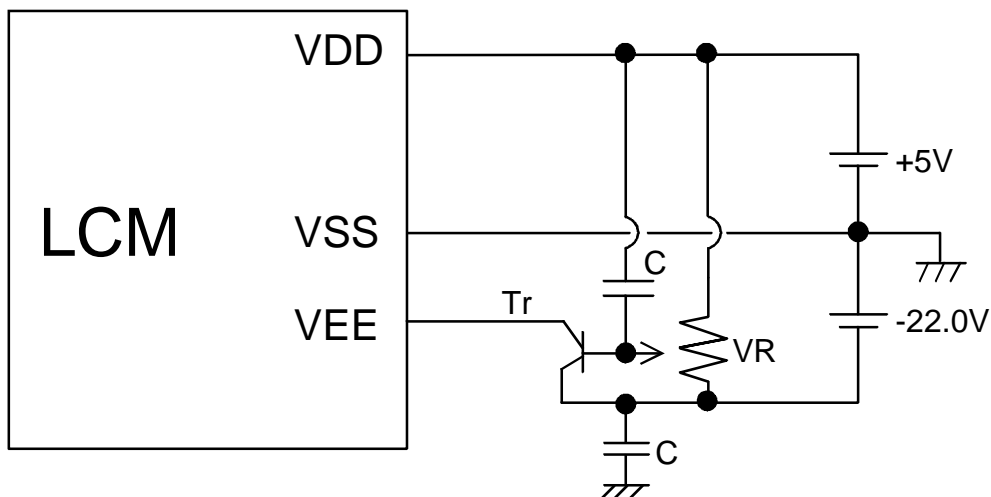 VDD
+5V
LCM
VSS
C
Tr
VEE
-22.0V
VR
C